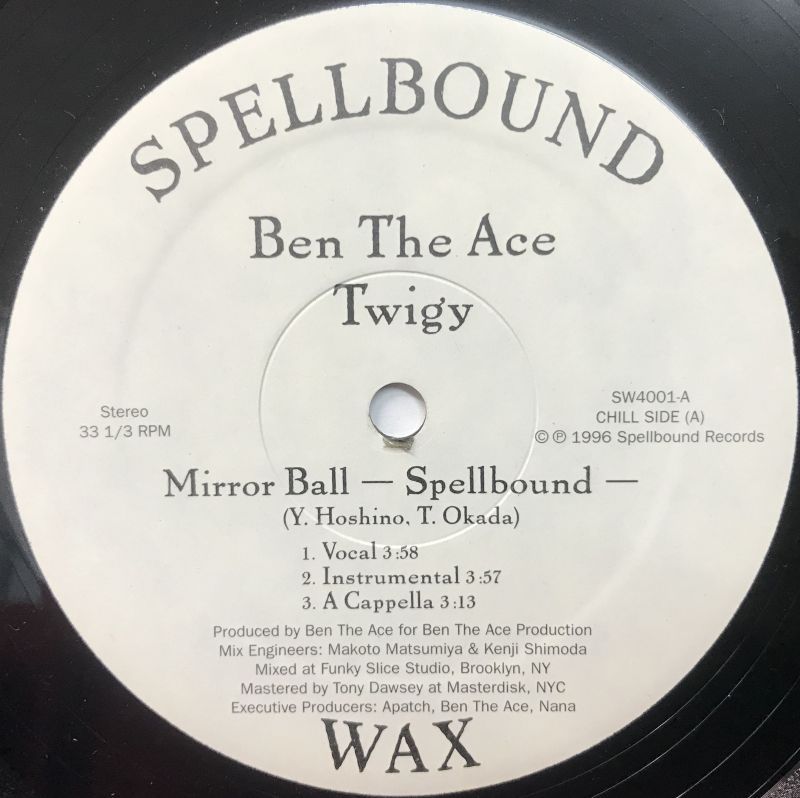 SPELLBOUND
Ben The Ace
Twigy
Stereo
33 1/3 RPM
SW4001-A
CHILL SIDE (A)
© ℗ 1996 Spellbound Records
Mirror Ball — Spellbound —
(Y. Hoshino, T. Okada)
1. Vocal 3:58
2. Instrumental 3:57
3. A Cappella 3:13
Produced by Ben The Ace for Ben The Ace Production
Mix Engineers: Makoto Matsumiya & Kenji Shimoda
Mixed at Funky Slice Studio, Brooklyn, NY
Mastered by Tony Dawsey at Masterdisk, NYC
Executive Producers: Apatch, Ben The Ace, Nana
WAX